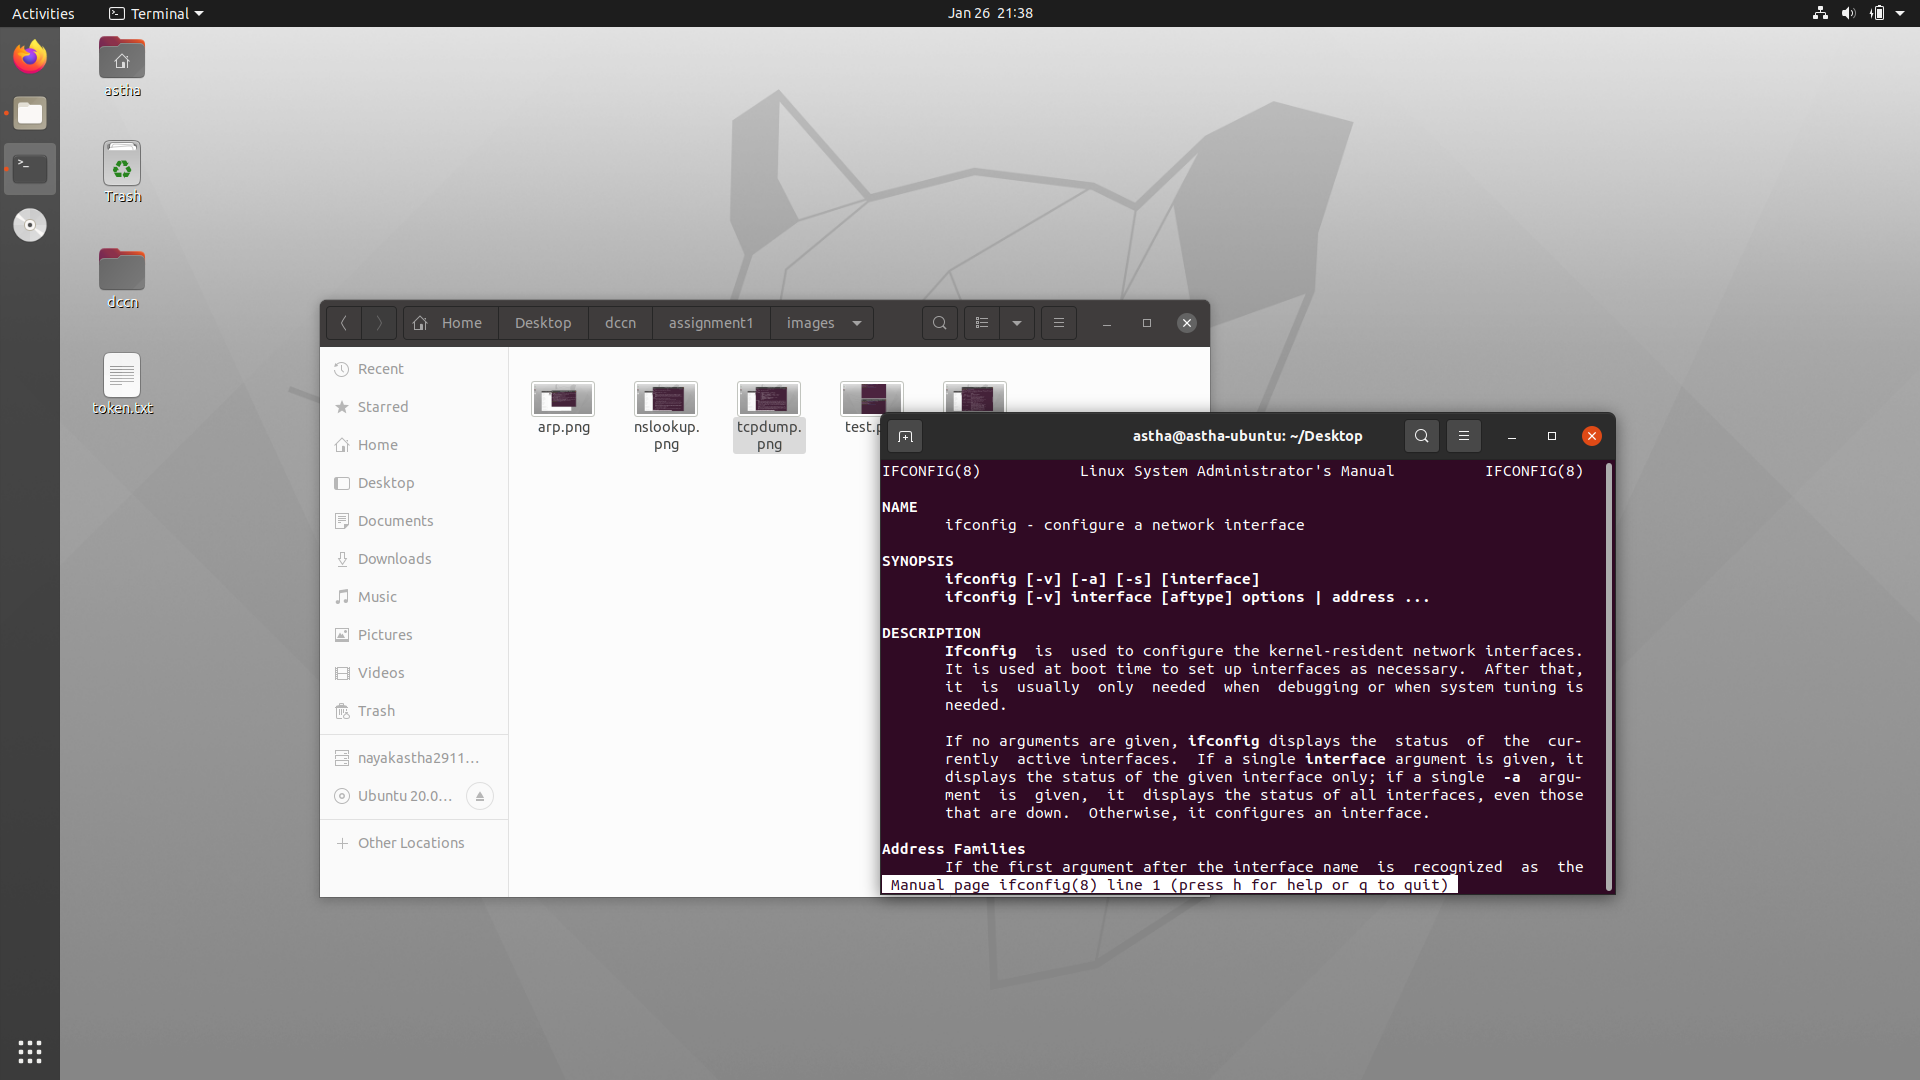 Activities
Terminal
Jan 26  21:38
astha
Trash
dccn
token.txt
Home
Desktop
dccn
assignment1
images
Recent
Starred
Home
Desktop
Documents
Downloads
Music
Pictures
Videos
Trash
nayakastha2911…
Ubuntu 20.0…
Other Locations
arp.png
nslookup.
png
tcpdump.
png
test.p
astha@astha-ubuntu: ~/Desktop
IFCONFIG(8)           Linux System Administrator's Manual          IFCONFIG(8)
NAME
ifconfig - configure a network interface
SYNOPSIS
ifconfig [-v] [-a] [-s] [interface]
ifconfig [-v] interface [aftype] options | address ...
DESCRIPTION
Ifconfig  is  used to configure the kernel-resident network interfaces.
It is used at boot time to set up interfaces as necessary.  After that,
it  is  usually  only  needed  when  debugging or when system tuning is
needed.
If no arguments are given, ifconfig displays the  status  of  the  cur-
rently  active interfaces.  If a single interface argument is given, it
displays the status of the given interface only; if a single  -a  argu-
ment  is  given,  it  displays the status of all interfaces, even those
that are down.  Otherwise, it configures an interface.
Address Families
If the first argument after the interface name  is  recognized  as  the
Manual page ifconfig(8) line 1 (press h for help or q to quit)